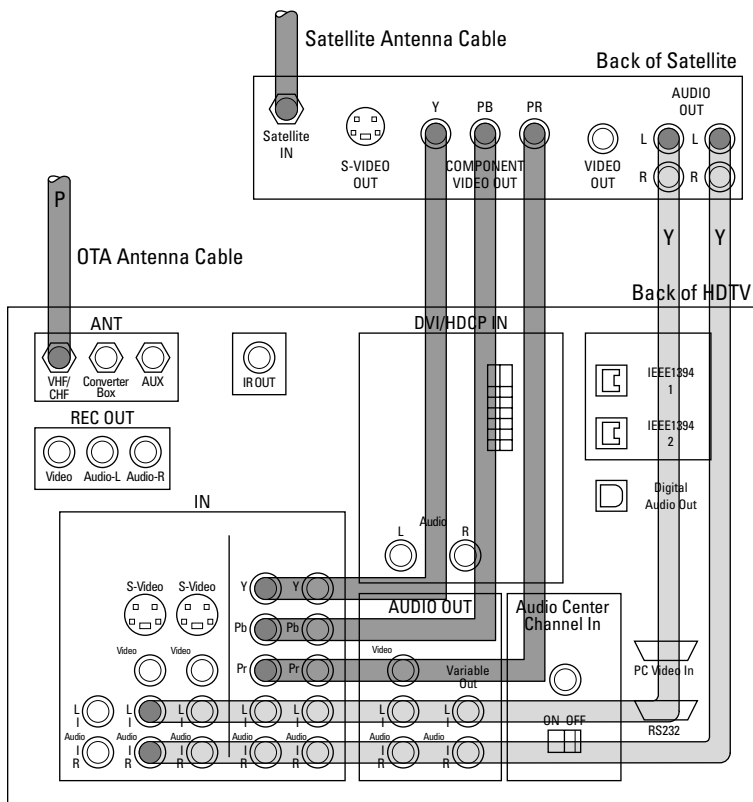 Satellite Antenna Cable
Back of Satellite
Satellite
IN
S-VIDEO
OUT
Y
PB
PR
COMPONENT
VIDEO OUT
VIDEO
OUT
AUDIO
OUT
L
L
R
R
Y
Y
P
OTA Antenna Cable
Back of HDTV
ANT
VHF/
CHF
Converter
Box
AUX
IR OUT
REC OUT
Video
Audio-L
Audio-R
DVI/HDCP IN
L
Audio
R
IEEE1394
1
IEEE1394
2
Digital
Audio Out
IN
S-Video
S-Video
Y
Y
Pb
Pb
Pr
Pr
Video
Video
L
L
L
L
L
I
I
I
I
I
Audio
Audio
Audio
Audio
Audio
I
I
I
I
I
R
R
R
R
R
AUDIO OUT
Video
Variable
Out
L
L
I
I
Audio
Audio
I
I
R
R
Audio Center
Channel In
ON OFF
PC Video In
RS232